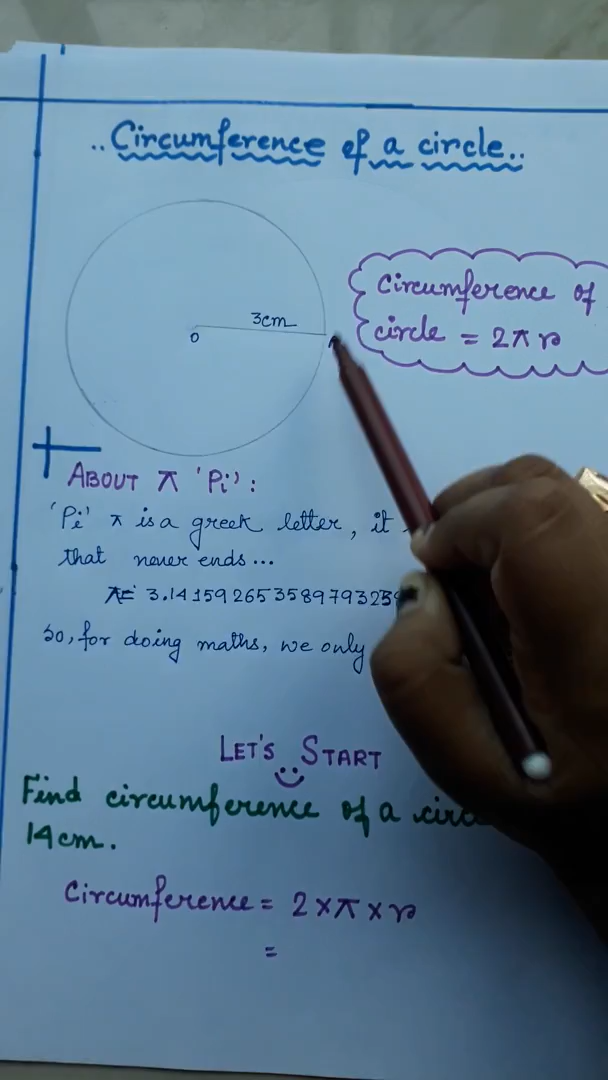 ..Circumference of a circle..
3cm
0
Circumference of
circle = 2πr
ABOUT π 'Pi':
'Pi' π is a greek letter, it
that never ends...
π= 3.14159265358979323
So, for doing maths, we only
LET'S START
Find circumference of a
14cm.
Circumference = 2×π×r
=